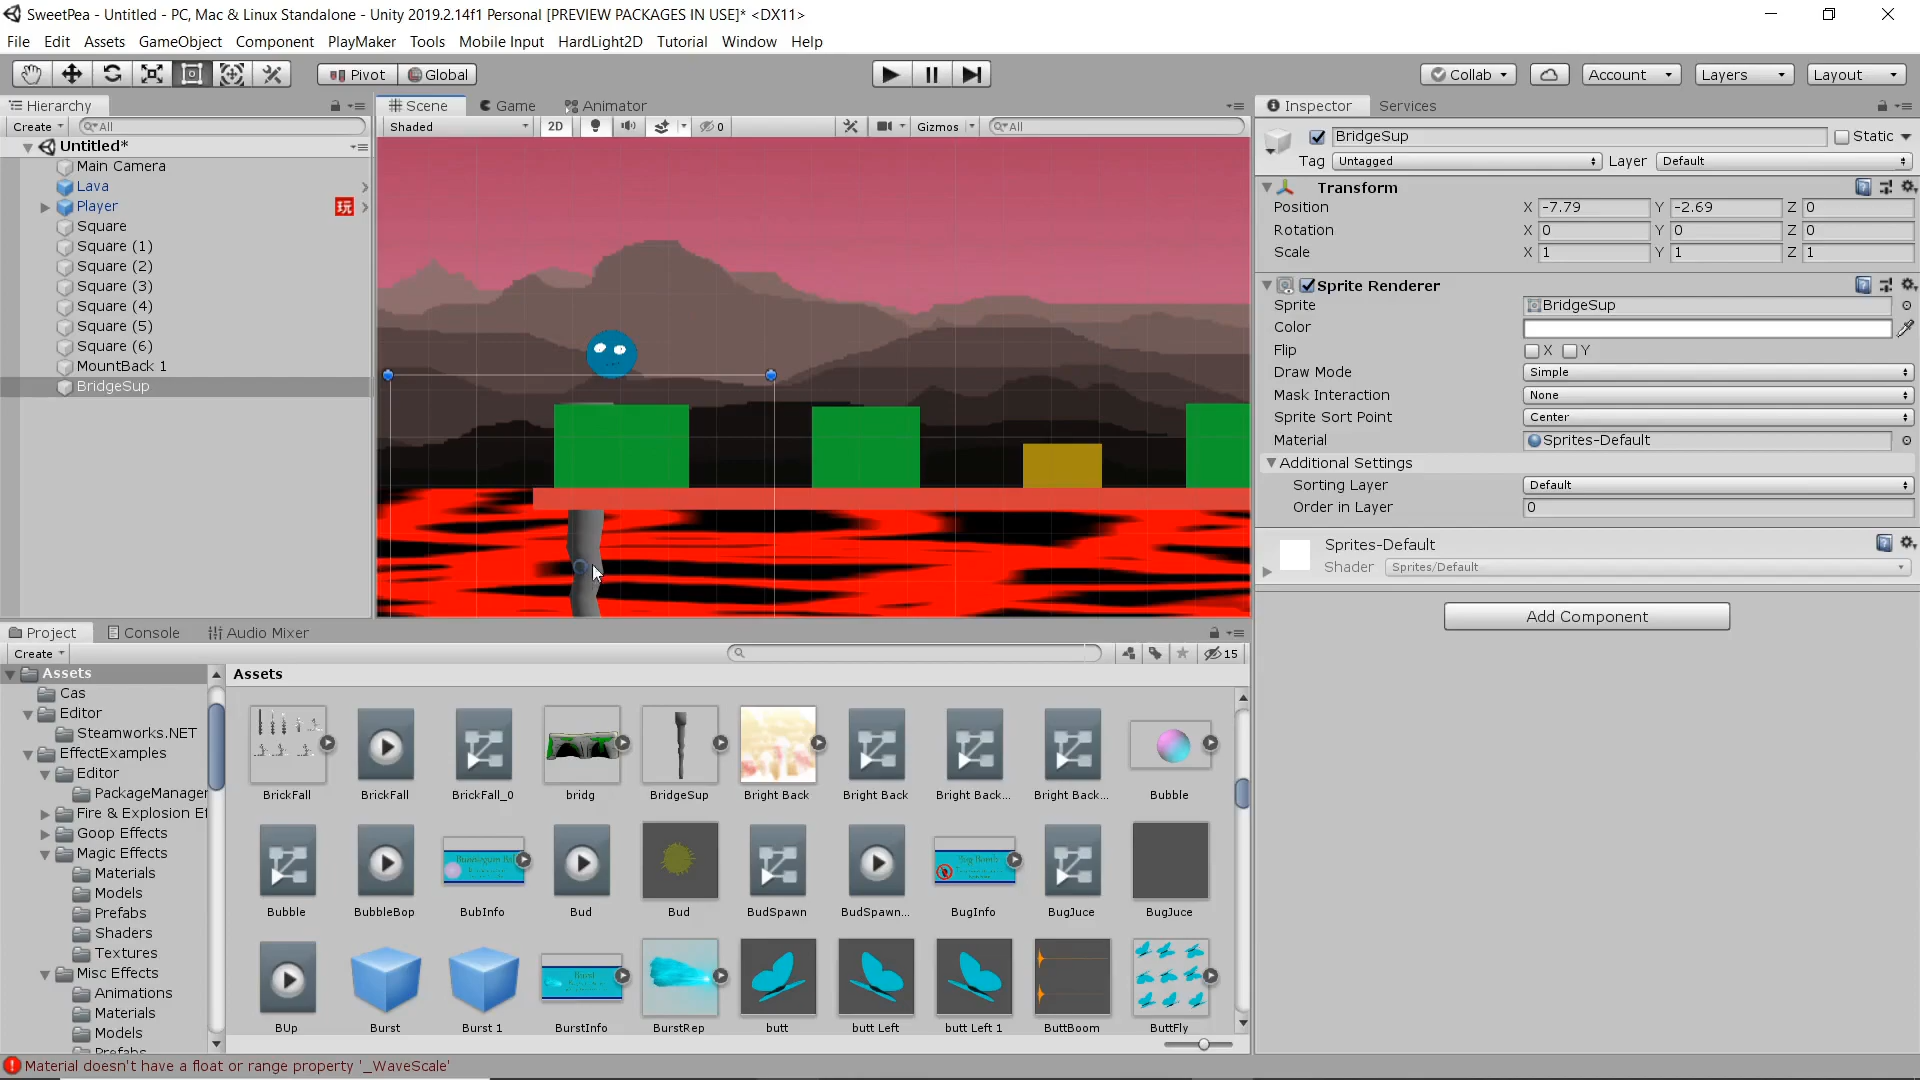 SweetPea - Untitled - PC, Mac & Linux Standalone - Unity 2019.2.14f1 Personal [PREVIEW PACKAGES IN USE]* <DX11>
File Edit Assets GameObject Component PlayMaker Tools Mobile Input HardLight2D Tutorial Window Help
Pivot Global Collab Account Layers Layout
Hierarchy
Create All
Untitled*
Main Camera
Lava
Player 玩
Square
Square (1)
Square (2)
Square (3)
Square (4)
Square (5)
Square (6)
MountBack 1
BridgeSup
Scene Game Animator
Shaded 2D 0 Gizmos All
Inspector Services
BridgeSup Static
Tag Untagged Layer Default
Transform
Position X -7.79 Y -2.69 Z 0
Rotation X 0 Y 0 Z 0
Scale X 1 Y 1 Z 1
Sprite Renderer
Sprite BridgeSup
Color
Flip X Y
Draw Mode Simple
Mask Interaction None
Sprite Sort Point Center
Material Sprites-Default
Additional Settings
Sorting Layer Default
Order in Layer 0
Sprites-Default
Shader Sprites/Default
Add Component
Project Console Audio Mixer
Create 15
Assets
Cas
Editor
Steamworks.NET
EffectExamples
Editor
PackageManager
Fire & Explosion Ef
Goop Effects
Magic Effects
Materials
Models
Prefabs
Shaders
Textures
Misc Effects
Animations
Materials
Models
Prefabs
Assets
BrickFall BrickFall BrickFall_0 bridg BridgeSup Bright Back Bright Back Bright Back... Bright Back... Bubble
Bubble BubbleBop BubInfo Bud Bud BudSpawn BudSpawn... BugInfo BugJuce BugJuce
BUp Burst Burst 1 BurstInfo BurstRep butt butt Left butt Left 1 ButtBoom ButtFly
Material doesn't have a float or range property '_WaveScale'